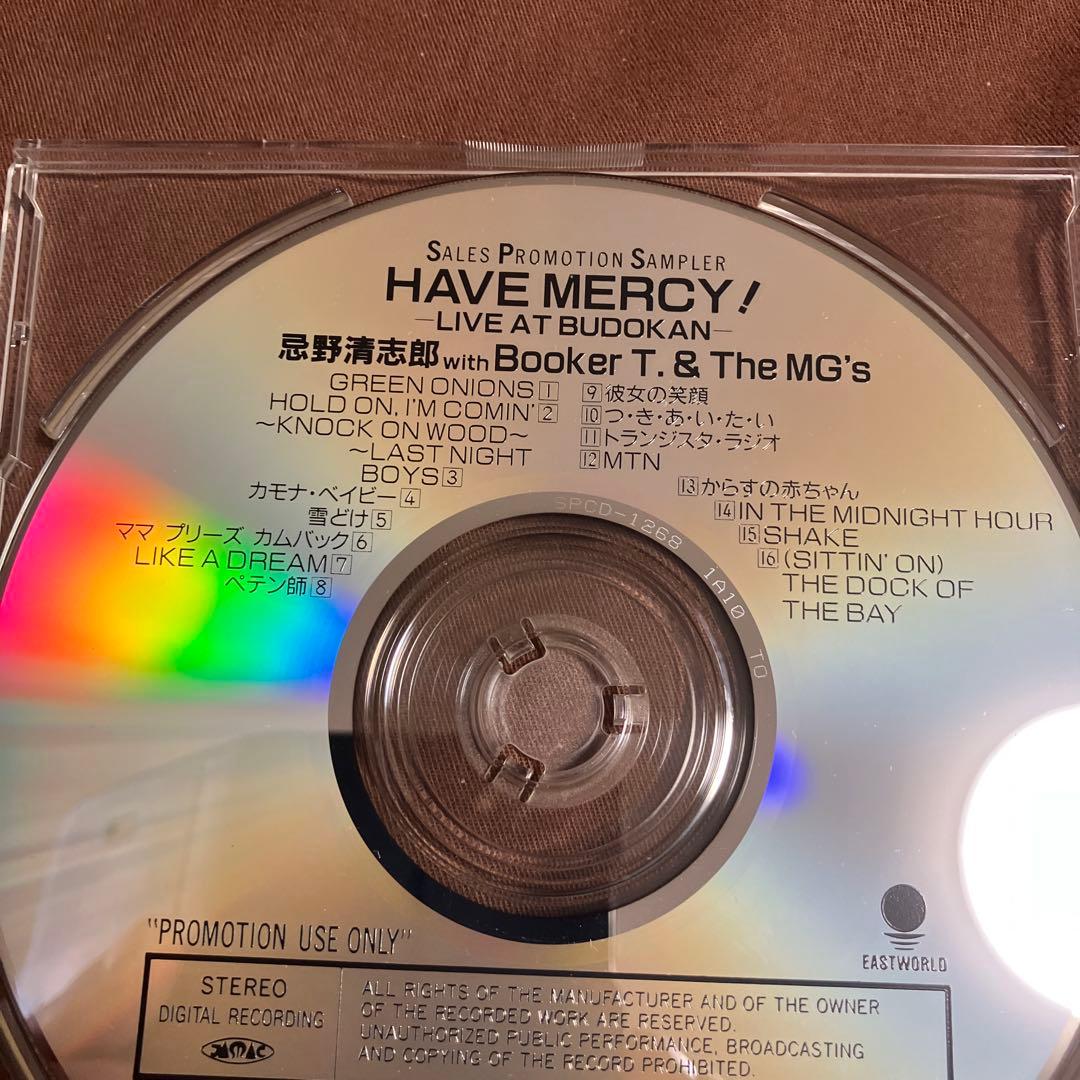 SALES PROMOTION SAMPLER
HAVE MERCY!
—LIVE AT BUDOKAN—
忌野清志郎 with Booker T. & The MG's
GREEN ONIONS 1
HOLD ON, I'M COMIN' 2
~KNOCK ON WOOD~
~LAST NIGHT
BOYS 3
カモナ・ベイビー 4
雪どけ 5
ママ プリーズ カムバック 6
LIKE A DREAM 7
ペテン師 8
9 彼女の笑顔
10 つ・き・あ・い・た・い
11 トランジスタ・ラジオ
12 MTN
13 からすの赤ちゃん
14 IN THE MIDNIGHT HOUR
15 SHAKE
16 (SITTIN' ON)
THE DOCK OF
THE BAY
SPCD-1268 1A10 TO
"PROMOTION USE ONLY"
EASTWORLD
STEREO
DIGITAL RECORDING
ALL RIGHTS OF THE MANUFACTURER AND OF THE OWNER
OF THE RECORDED WORK ARE RESERVED.
UNAUTHORIZED PUBLIC PERFORMANCE, BROADCASTING
AND COPYING OF THE RECORD PROHIBITED.